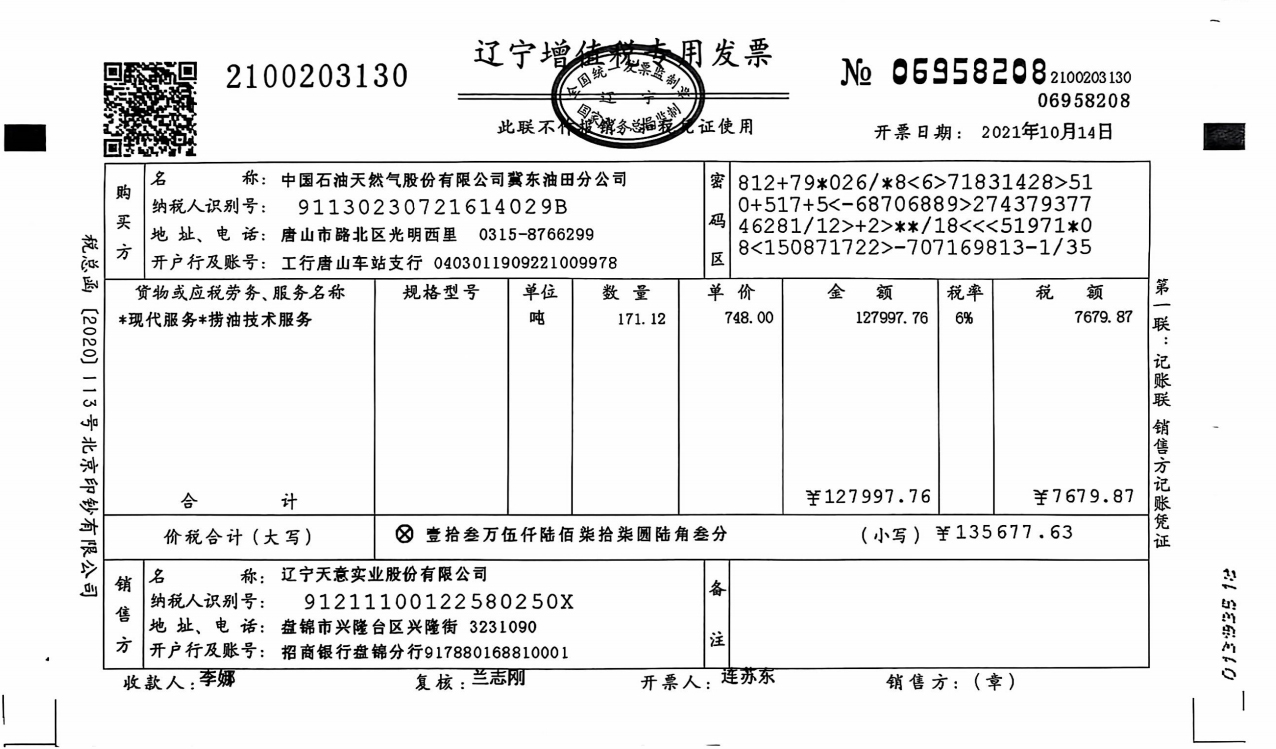 辽宁增值税专用发票
2100203130
№ 06958208 2100203130
06958208
全国统一发票监制章
辽宁
国家税务总局监制
此联不作报销、扣税凭证使用
开票日期: 2021年10月14日
购买方
名 称: 中国石油天然气股份有限公司冀东油田分公司
纳税人识别号: 91130230721614029B
地 址、电 话: 唐山市路北区光明西里 0315-8766299
开户行及账号: 工行唐山车站支行 0403011909221009978
密码区
812+79*026/*8<6>71831428>51
0+517+5<-68706889>274379377
46281/12>+2>**/18<<<51971*0
8<150871722>-707169813-1/35
货物或应税劳务、服务名称 规格型号 单位 数 量 单 价 金 额 税率 税 额
*现代服务*捞油技术服务 吨 171.12 748.00 127997.76 6% 7679.87
合 计 ¥127997.76 ¥7679.87
价税合计(大写) ⊗ 壹拾叁万伍仟陆佰柒拾柒圆陆角叁分 (小写) ¥135677.63
销售方
名 称: 辽宁天意实业股份有限公司
纳税人识别号: 91211100122580250X
地 址、电 话: 盘锦市兴隆台区兴隆街 3231090
开户行及账号: 招商银行盘锦分行917880168810001
备注
收款人: 李娜 复核: 兰志刚 开票人: 连苏东 销售方: (章)
税总函〔2020〕113号北京印钞有限公司
第一联: 记账联 销售方记账凭证